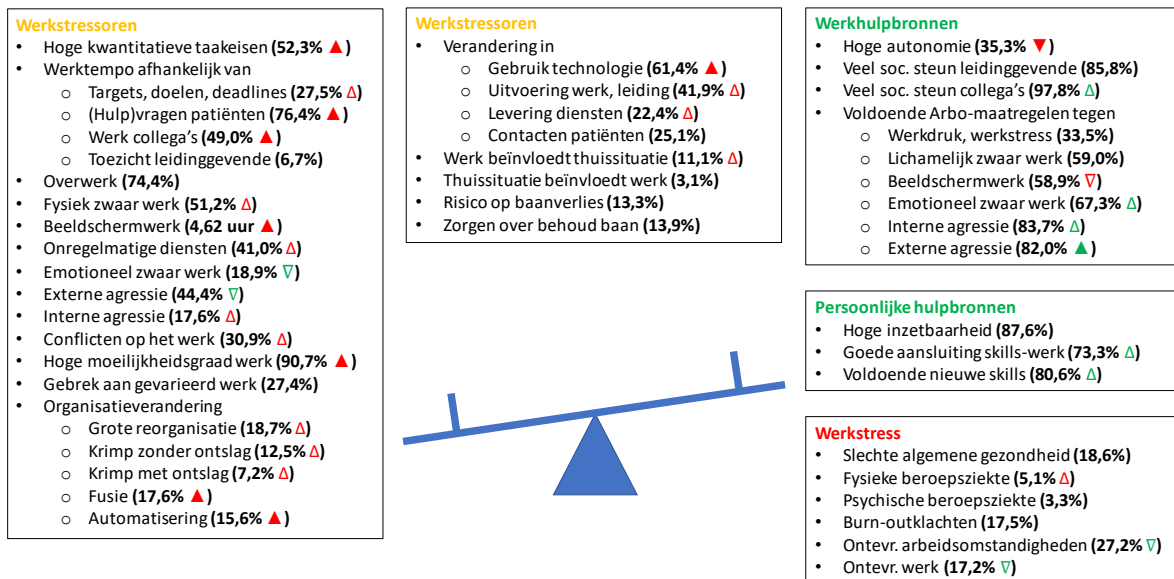 Werkstressoren
• Hoge kwantitatieve taakeisen (52,3% ▲)
• Werktempo afhankelijk van
o Targets, doelen, deadlines (27,5% △)
o (Hulp)vragen patiënten (76,4% ▲)
o Werk collega's (49,0% ▲)
o Toezicht leidinggevende (6,7%)
• Overwerk (74,4%)
• Fysiek zwaar werk (51,2% △)
• Beeldschermwerk (4,62 uur ▲)
• Onregelmatige diensten (41,0% △)
• Emotioneel zwaar werk (18,9% ▽)
• Externe agressie (44,4% ▽)
• Interne agressie (17,6% △)
• Conflicten op het werk (30,9% △)
• Hoge moeilijkheidsgraad werk (90,7% ▲)
• Gebrek aan gevarieerd werk (27,4%)
• Organisatieverandering
o Grote reorganisatie (18,7% △)
o Krimp zonder ontslag (12,5% △)
o Krimp met ontslag (7,2% △)
o Fusie (17,6% ▲)
o Automatisering (15,6% ▲)
Werkstressoren
• Verandering in
o Gebruik technologie (61,4% ▲)
o Uitvoering werk, leiding (41,9% △)
o Levering diensten (22,4% △)
o Contacten patiënten (25,1%)
• Werk beïnvloedt thuissituatie (11,1% △)
• Thuissituatie beïnvloedt werk (3,1%)
• Risico op baanverlies (13,3%)
• Zorgen over behoud baan (13,9%)
Werkhulpbronnen
• Hoge autonomie (35,3% ▼)
• Veel soc. steun leidinggevende (85,8%)
• Veel soc. steun collega's (97,8% △)
• Voldoende Arbo-maatregelen tegen
o Werkdruk, werkstress (33,5%)
o Lichamelijk zwaar werk (59,0%)
o Beeldschermwerk (58,9% ▽)
o Emotioneel zwaar werk (67,3% △)
o Interne agressie (83,7% △)
o Externe agressie (82,0% ▲)
Persoonlijke hulpbronnen
• Hoge inzetbaarheid (87,6%)
• Goede aansluiting skills-werk (73,3% △)
• Voldoende nieuwe skills (80,6% △)
Werkstress
• Slechte algemene gezondheid (18,6%)
• Fysieke beroepsziekte (5,1% △)
• Psychische beroepsziekte (3,3%)
• Burn-outklachten (17,5%)
• Ontevr. arbeidsomstandigheden (27,2% ▽)
• Ontevr. werk (17,2% ▽)